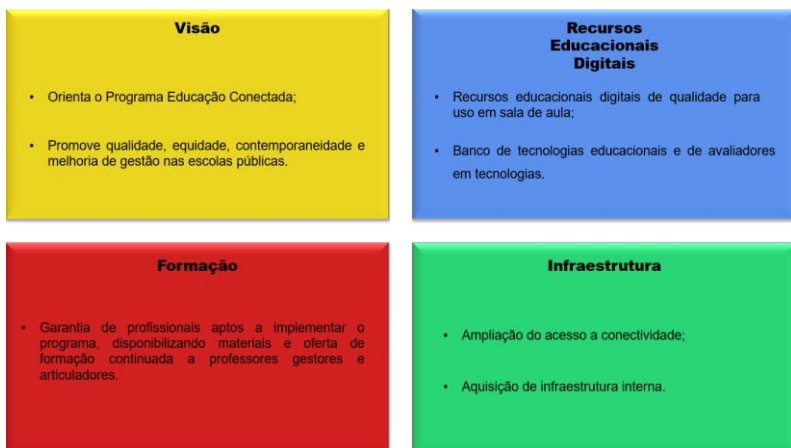 Visão
• Orienta o Programa Educação Conectada;
• Promove qualidade, equidade, contemporaneidade e
melhoria de gestão nas escolas públicas.
Recursos
Educacionais
Digitais
• Recursos educacionais digitais de qualidade para
uso em sala de aula;
• Banco de tecnologias educacionais e de avaliadores
em tecnologias.
Formação
• Garantia de profissionais aptos a implementar o
programa, disponibilizando materiais e oferta de
formação continuada a professores gestores e
articuladores.
Infraestrutura
• Ampliação do acesso a conectividade;
• Aquisição de infraestrutura interna.